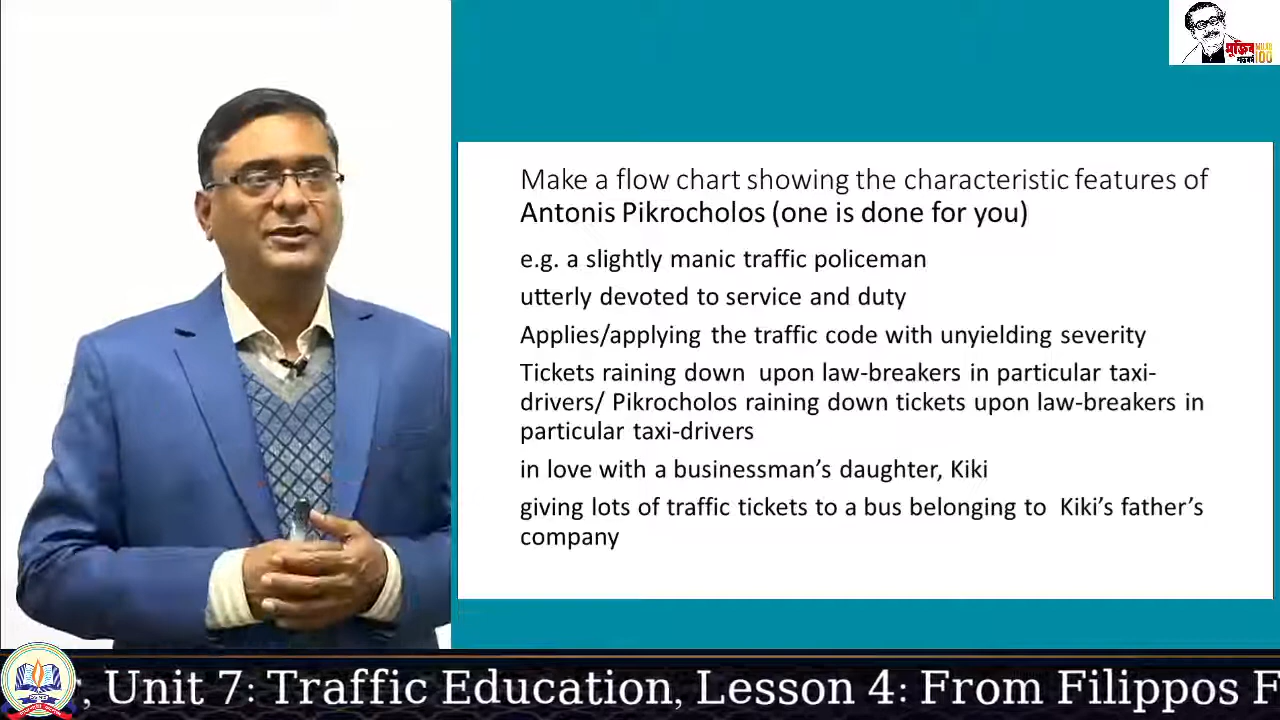 মুজিব MUJIB
শতবর্ষ 100
Make a flow chart showing the characteristic features of
Antonis Pikrocholos (one is done for you)
e.g. a slightly manic traffic policeman
utterly devoted to service and duty
Applies/applying the traffic code with unyielding severity
Tickets raining down upon law-breakers in particular taxi-
drivers/ Pikrocholos raining down tickets upon law-breakers in
particular taxi-drivers
in love with a businessman’s daughter, Kiki
giving lots of traffic tickets to a bus belonging to Kiki’s father’s
company
, Unit 7: Traffic Education, Lesson 4: From Filippos F